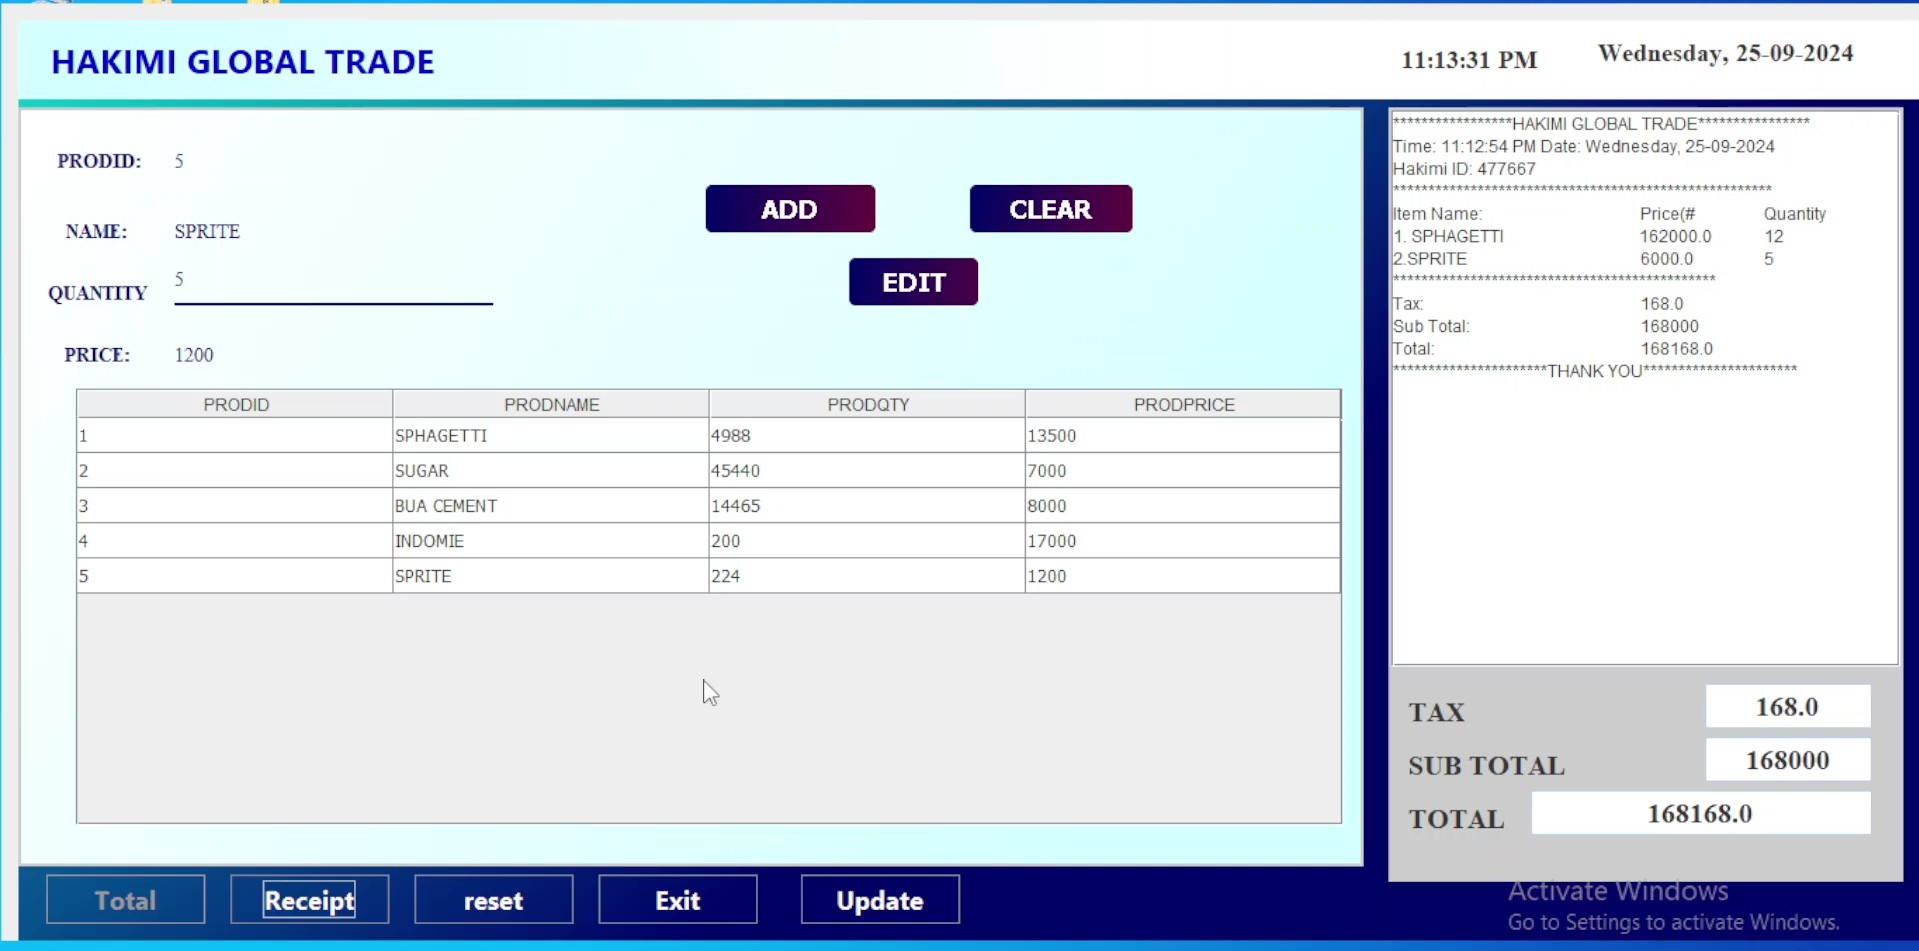 HAKIMI GLOBAL TRADE
11:13:31 PM
Wednesday, 25-09-2024
PRODID: 5
NAME: SPRITE
QUANTITY 5
PRICE: 1200
ADD
CLEAR
EDIT
PRODID PRODNAME PRODQTY PRODPRICE
1 SPHAGETTI 4988 13500
2 SUGAR 45440 7000
3 BUA CEMENT 14465 8000
4 INDOMIE 200 17000
5 SPRITE 224 1200
*****************HAKIMI GLOBAL TRADE****************
Time: 11:12:54 PM Date: Wednesday, 25-09-2024
Hakimi ID: 477667
******************************************************
Item Name: Price(# Quantity
1. SPHAGETTI 162000.0 12
2.SPRITE 6000.0 5
**********************************************
Tax: 168.0
Sub Total: 168000
Total: 168168.0
**********************THANK YOU**********************
TAX 168.0
SUB TOTAL 168000
TOTAL 168168.0
Total
Receipt
reset
Exit
Update
Activate Windows
Go to Settings to activate Windows.